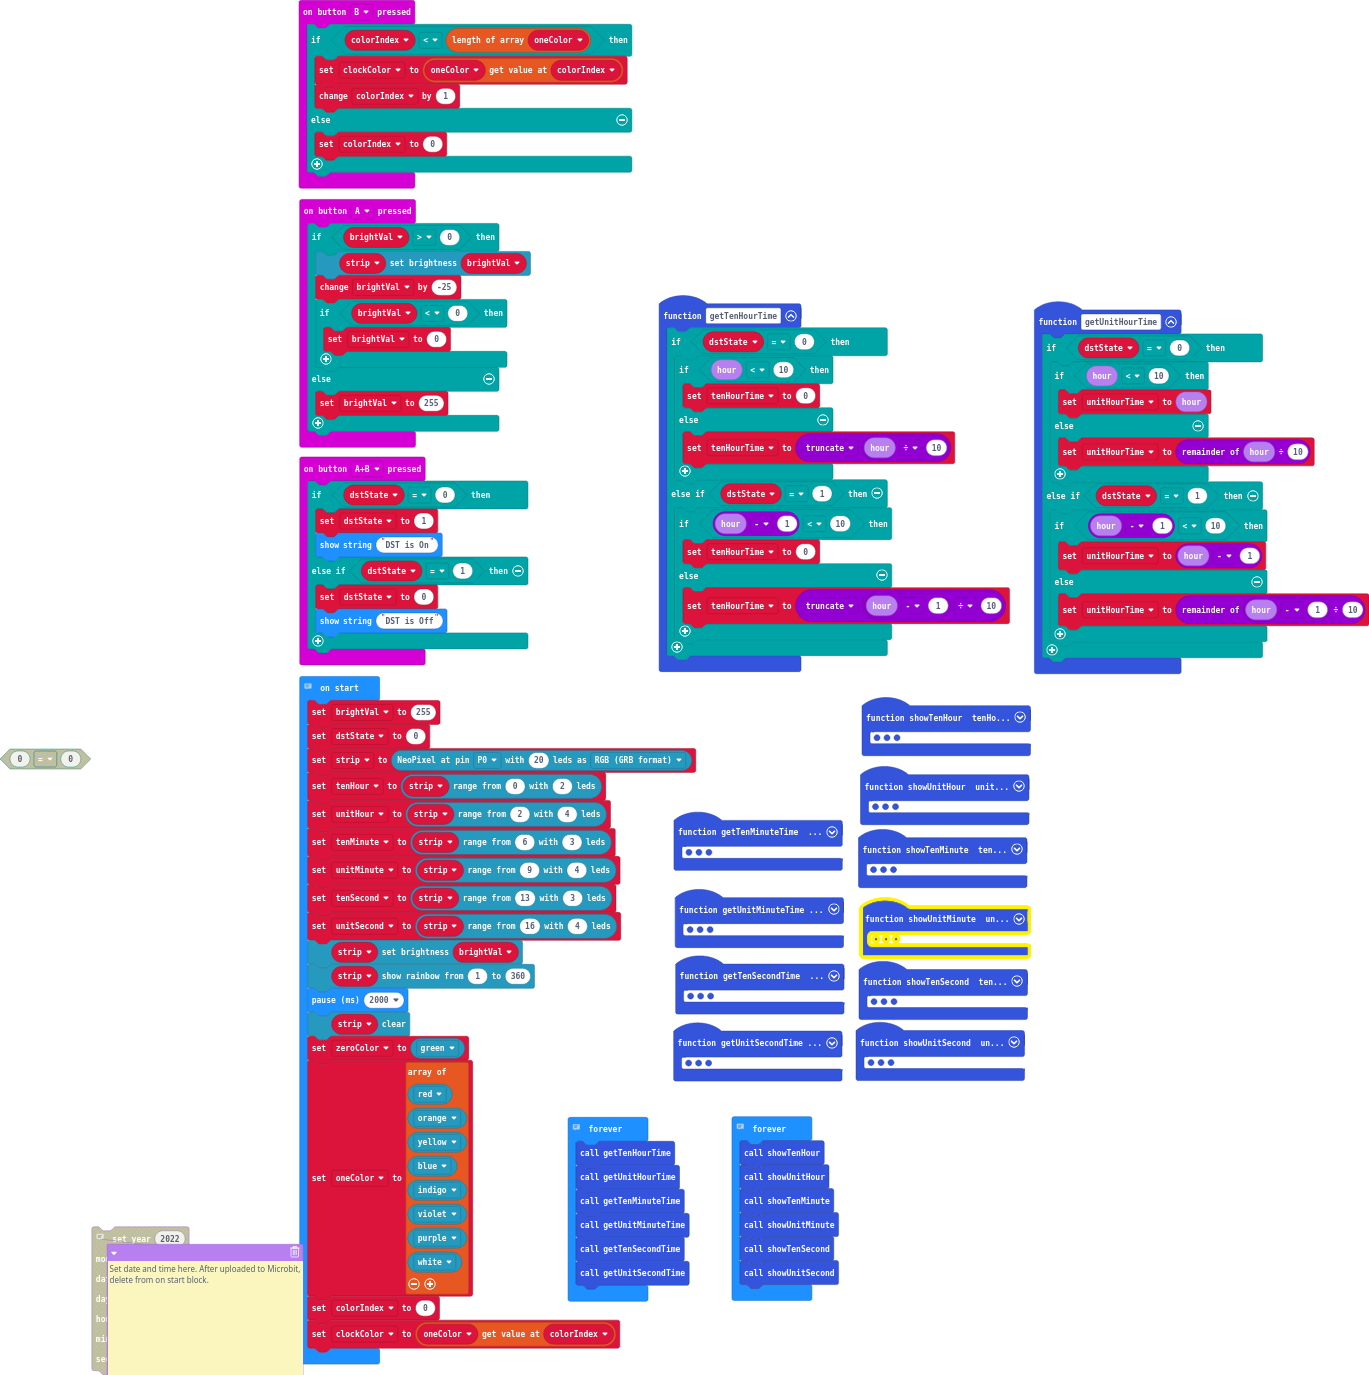 on button B pressed
if colorIndex < length of array oneColor then
set clockColor to oneColor get value at colorIndex
change colorIndex by 1
else
set colorIndex to 0
on button A pressed
if brightVal > 0 then
strip set brightness brightVal
change brightVal by -25
if brightVal < 0 then
set brightVal to 0
else
set brightVal to 255
on button A+B pressed
if dstState = 0 then
set dstState to 1
show string "DST is On"
else if dstState = 1 then
set dstState to 0
show string "DST is Off"
function getTenHourTime
if dstState = 0 then
if hour < 10 then
set tenHourTime to 0
else
set tenHourTime to truncate hour ÷ 10
else if dstState = 1 then
if hour - 1 < 10 then
set tenHourTime to 0
else
set tenHourTime to truncate hour - 1 ÷ 10
function getUnitHourTime
if dstState = 0 then
if hour < 10 then
set unitHourTime to hour
else
set unitHourTime to remainder of hour ÷ 10
else if dstState = 1 then
if hour - 1 < 10 then
set unitHourTime to hour - 1
else
set unitHourTime to remainder of hour - 1 ÷ 10
0 = 0
on start
set brightVal to 255
set dstState to 0
set strip to NeoPixel at pin P0 with 20 leds as RGB (GRB format)
set tenHour to strip range from 0 with 2 leds
set unitHour to strip range from 2 with 4 leds
set tenMinute to strip range from 6 with 3 leds
set unitMinute to strip range from 9 with 4 leds
set tenSecond to strip range from 13 with 3 leds
set unitSecond to strip range from 16 with 4 leds
strip set brightness brightVal
strip show rainbow from 1 to 360
pause (ms) 2000
strip clear
set zeroColor to green
array of
red
orange
yellow
blue
set oneColor to
indigo
violet
purple
white
set colorIndex to 0
set clockColor to oneColor get value at colorIndex
function getTenMinuteTime ...
function getUnitMinuteTime ...
function getTenSecondTime ...
function getUnitSecondTime ...
function showTenHour tenHo...
function showUnitHour unit...
function showTenMinute ten...
function showUnitMinute un...
function showTenSecond ten...
function showUnitSecond un...
forever
call getTenHourTime
call getUnitHourTime
call getTenMinuteTime
call getUnitMinuteTime
call getTenSecondTime
call getUnitSecondTime
forever
call showTenHour
call showUnitHour
call showTenMinute
call showUnitMinute
call showTenSecond
call showUnitSecond
set year 2022
mo
da
da
ho
mi
se
Set date and time here. After uploaded to Microbit,
delete from on start block.